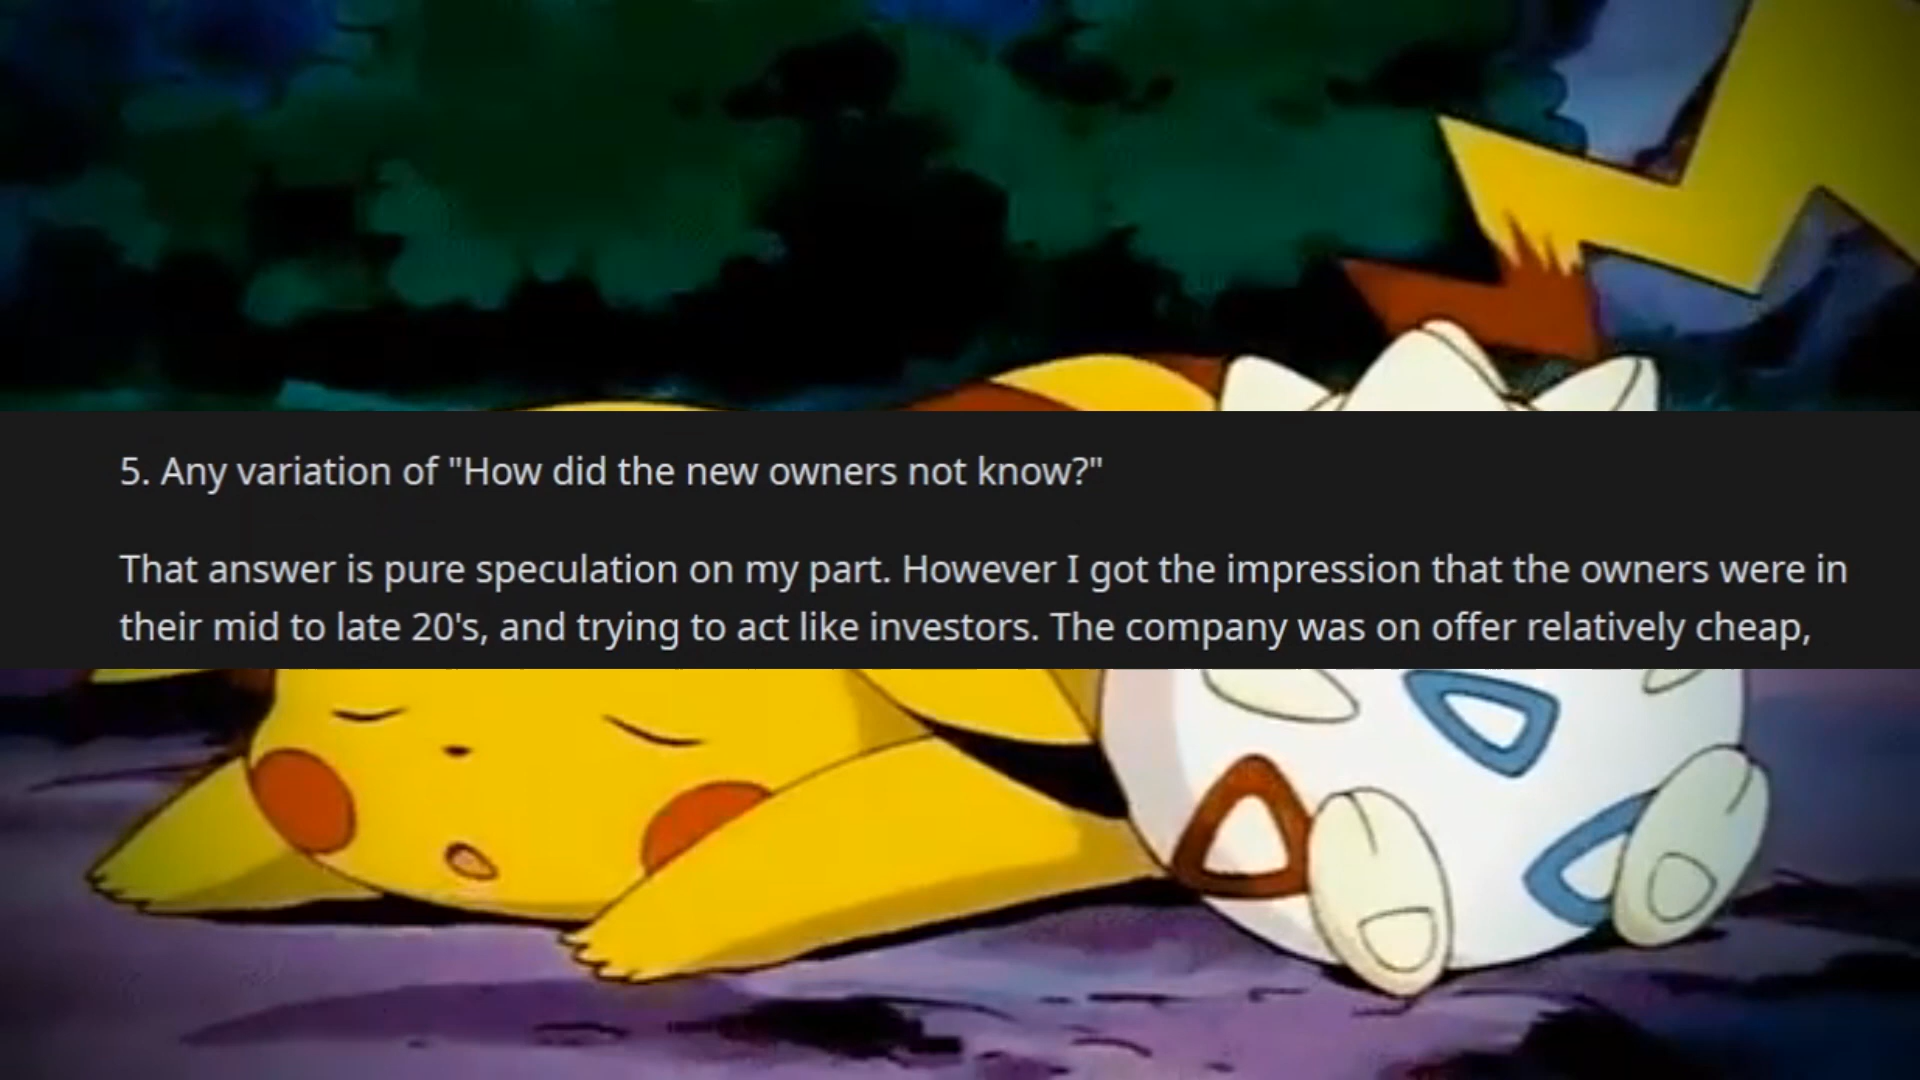 5. Any variation of "How did the new owners not know?"
That answer is pure speculation on my part. However I got the impression that the owners were in
their mid to late 20's, and trying to act like investors. The company was on offer relatively cheap,